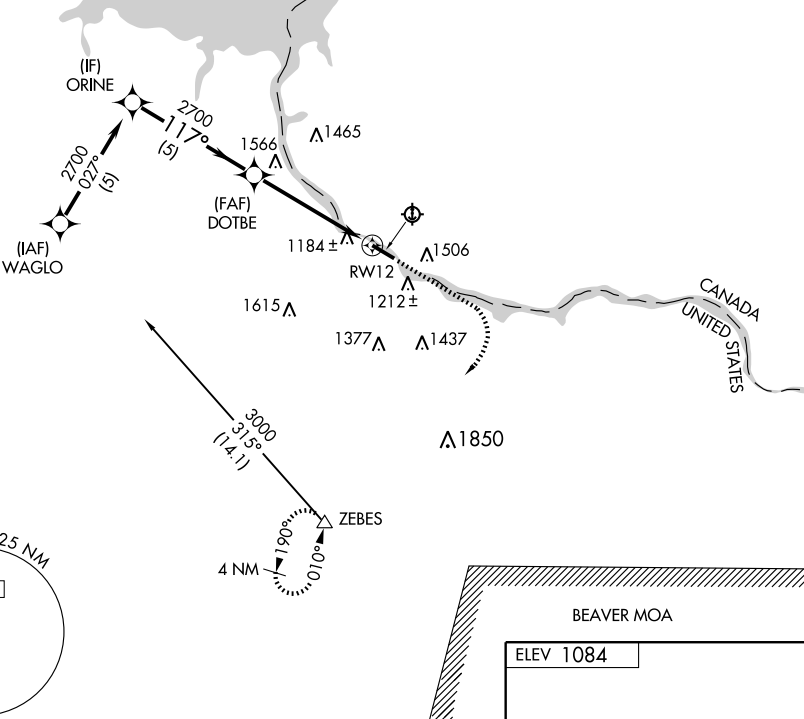 (IF)
ORINE
2700
117°
(5)
1566
1465
2700
027°
(5)
(FAF)
DOTBE
(IAF)
WAGLO
1184 ±
RW12
1506
1212 ±
1615
1377
1437
CANADA
UNITED STATES
3000
315°
(14.1)
1850
ZEBES
190°
010°
4 NM
25 NM
BEAVER MOA
ELEV 1084